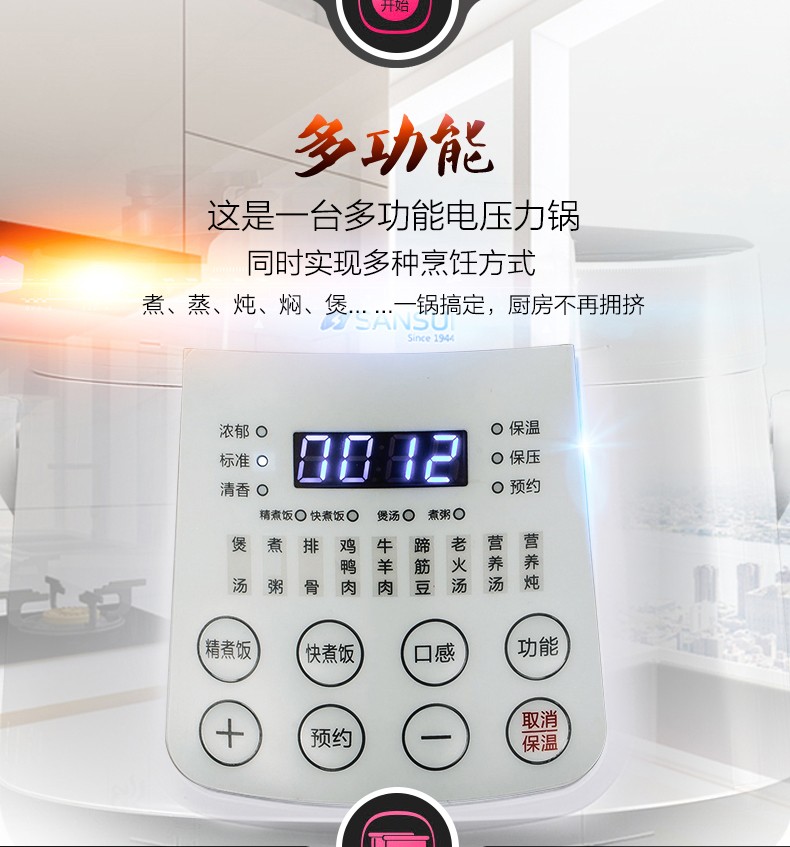 开始
多功能
这是一台多功能电压力锅
同时实现多种烹饪方式
煮、蒸、炖、焖、煲... ...一锅搞定，厨房不再拥挤
SANSUI
Since 1944
浓郁 保温
标准 00 12 保压
清香 预约
精煮饭 快煮饭 煲汤 煮粥
煲汤 煮粥 排骨 鸡鸭肉 牛羊肉 蹄筋豆 老火汤 营养汤 营养炖
精煮饭 快煮饭 口感 功能
+ 预约 - 取消
保温